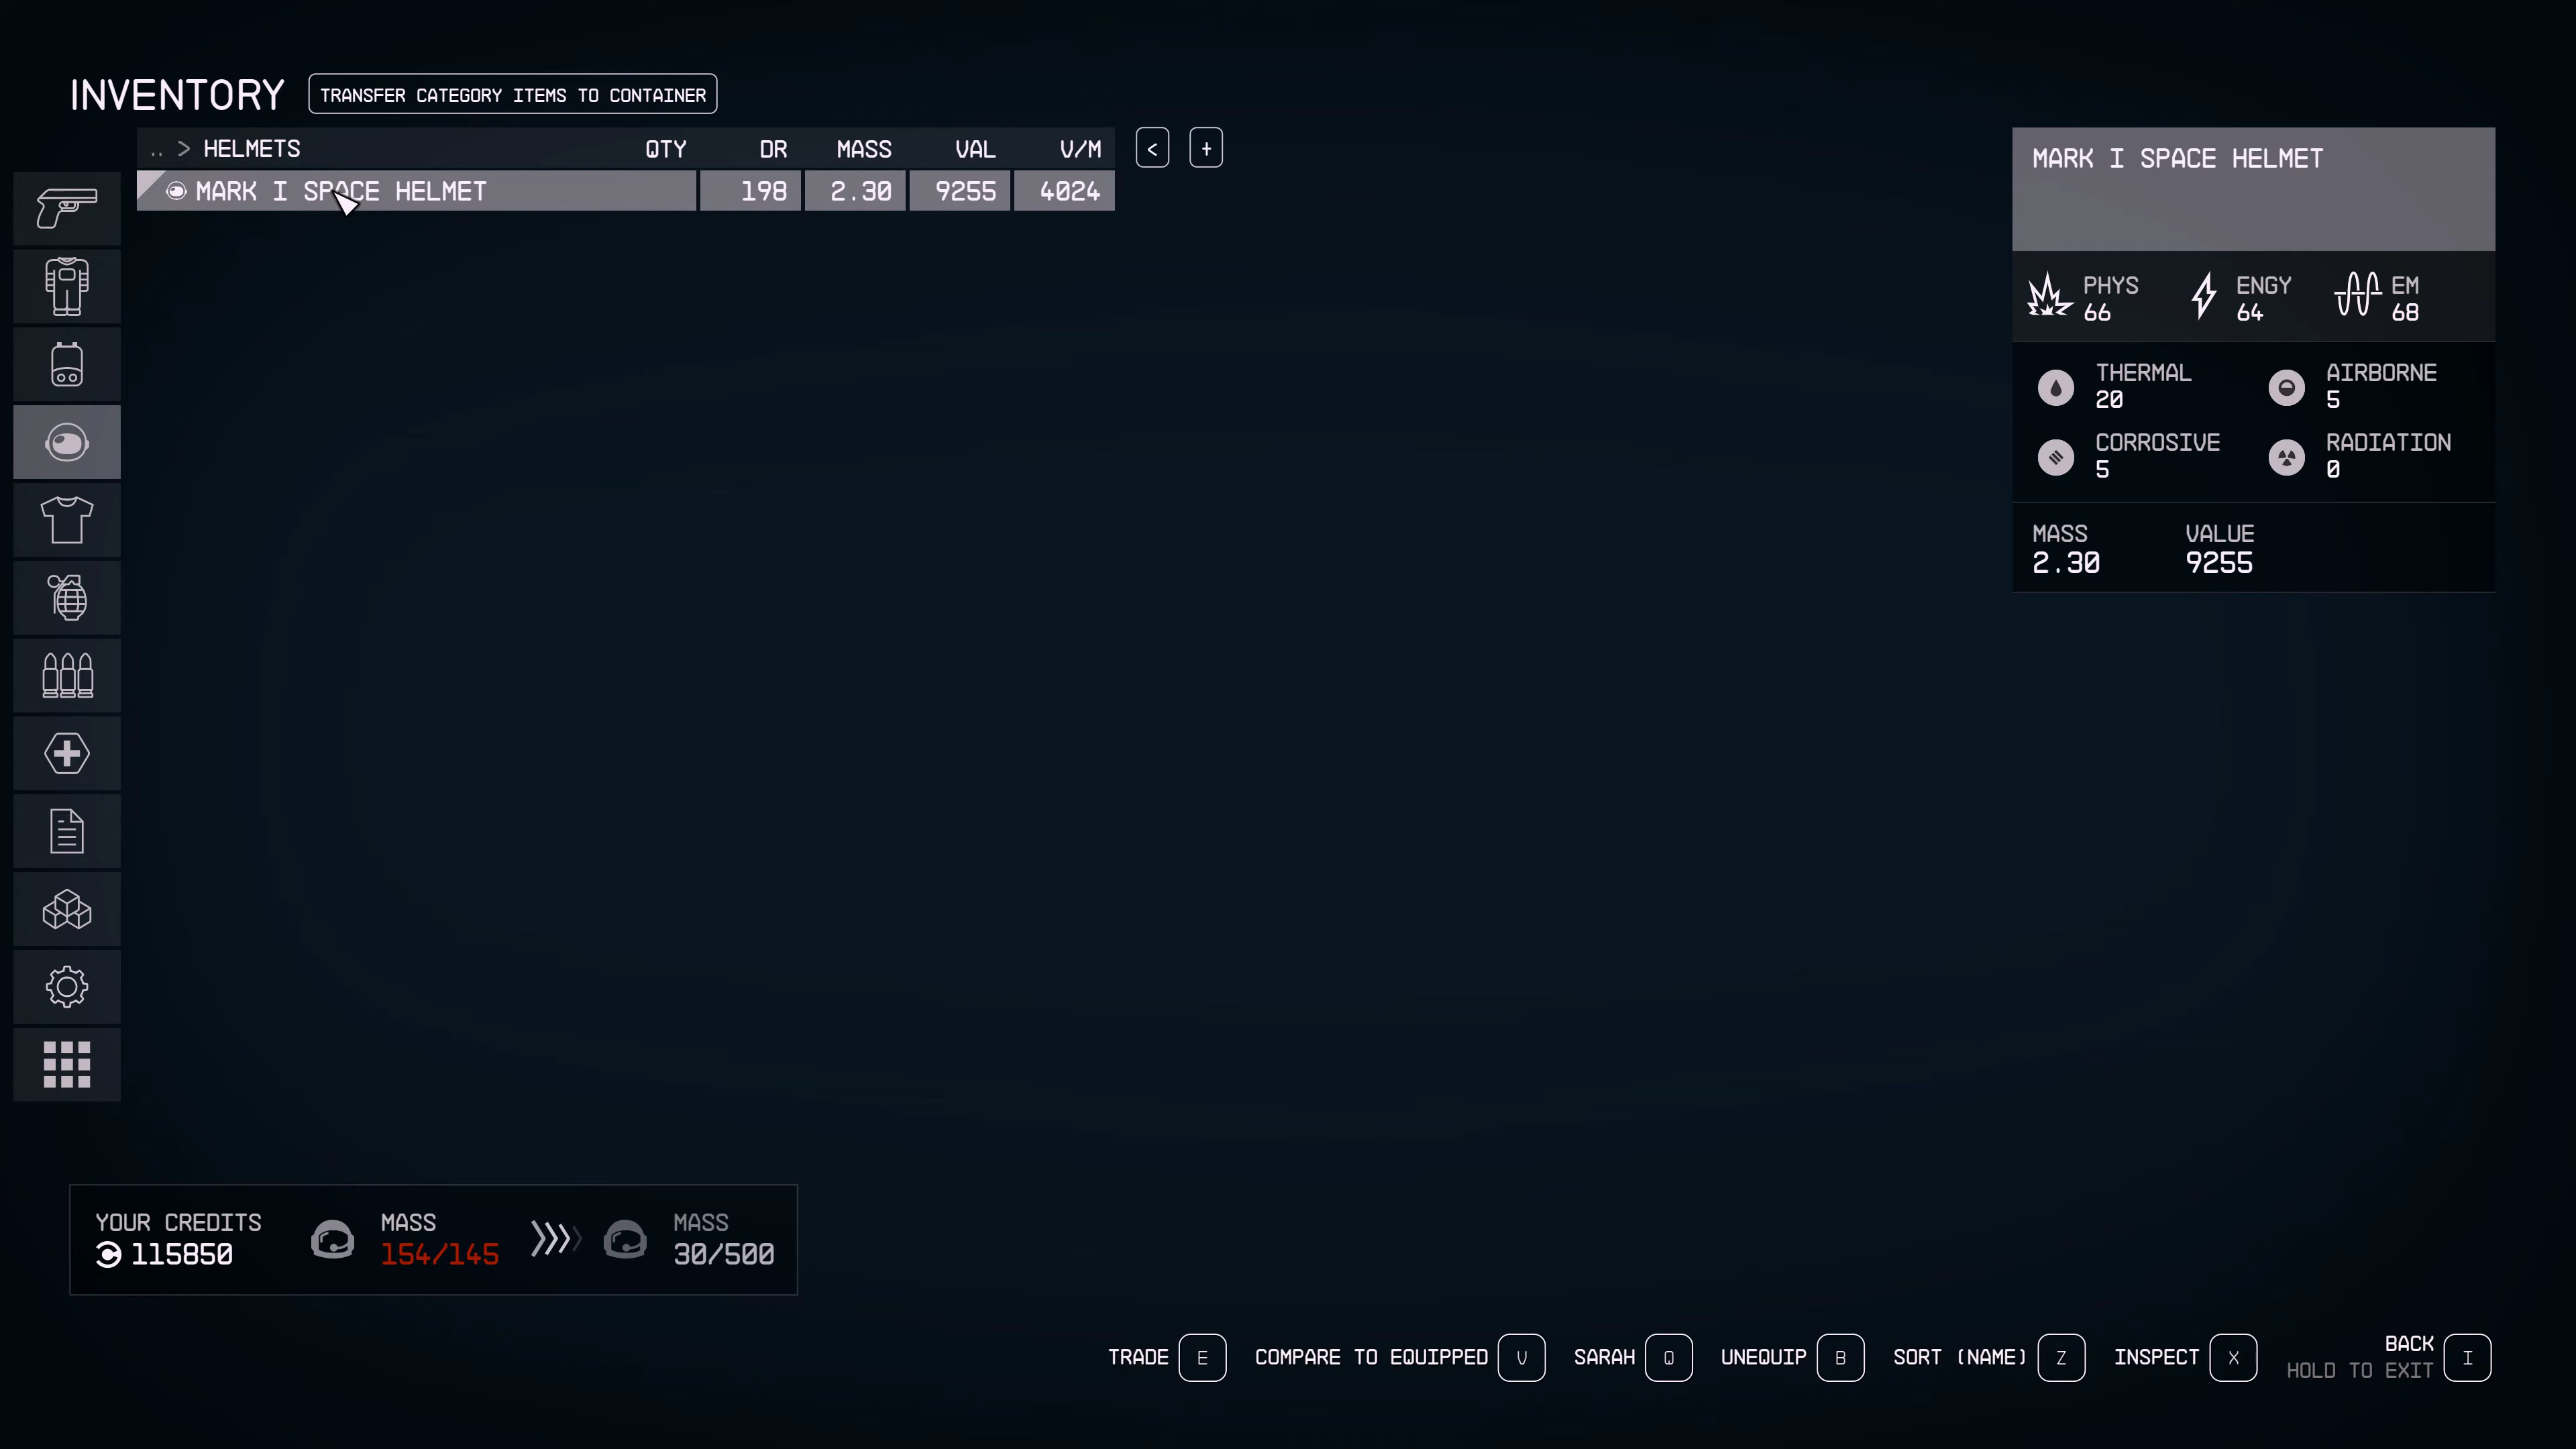 INVENTORY TRANSFER CATEGORY ITEMS TO CONTAINER
.. > HELMETS QTY DR MASS VAL V/M < +
MARK I SPACE HELMET 198 2.30 9255 4024
MARK I SPACE HELMET
PHYS 66
ENGY 64
EM 68
THERMAL 20
AIRBORNE 5
CORROSIVE 5
RADIATION 0
MASS 2.30
VALUE 9255
YOUR CREDITS 115850
MASS 154/145
MASS 30/500
TRADE E COMPARE TO EQUIPPED V SARAH Q UNEQUIP B SORT (NAME) Z INSPECT X BACK I
HOLD TO EXIT